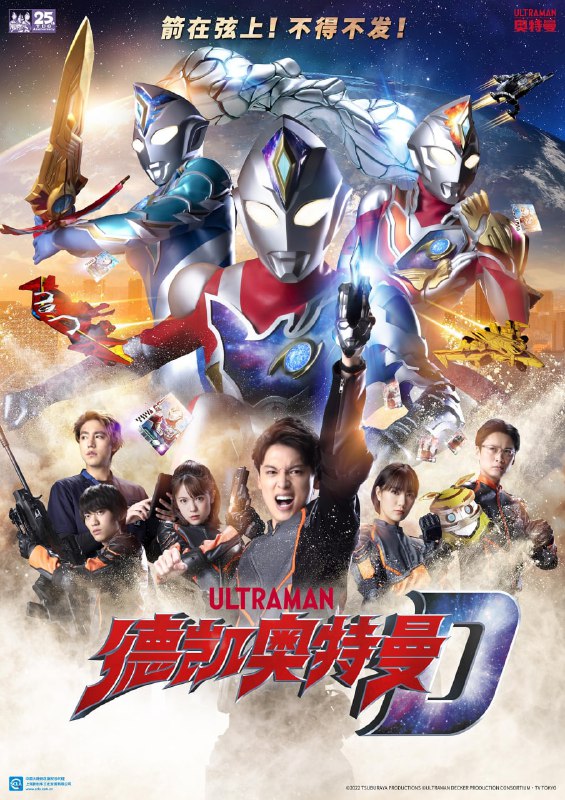 25
箭在弦上！不得不发！
ULTRAMAN
奥特曼
ULTRAMAN
德凯奥特曼
D
©2022 TSUBURAYA PRODUCTIONS ©ULTRAMAN DECKER PRODUCTION CONSORTIUM・TV TOKYO